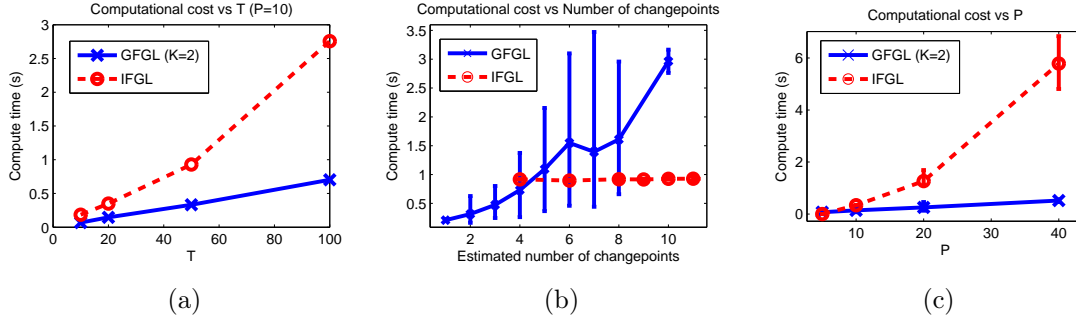 Computational cost vs T (P=10)
Compute time (s)
3
2.5
2
1.5
1
0.5
0
GFGL (K=2)
IFGL
20 40 60 80 100
T
(a)
Computational cost vs Number of changepoints
Compute time (s)
3.5
3
2.5
2
1.5
1
0.5
GFGL
IFGL
2 4 6 8 10
Estimated number of changepoints
(b)
Computational cost vs P
Compute time (s)
6
4
2
0
GFGL (K=2)
IFGL
10 20 30 40
P
(c)